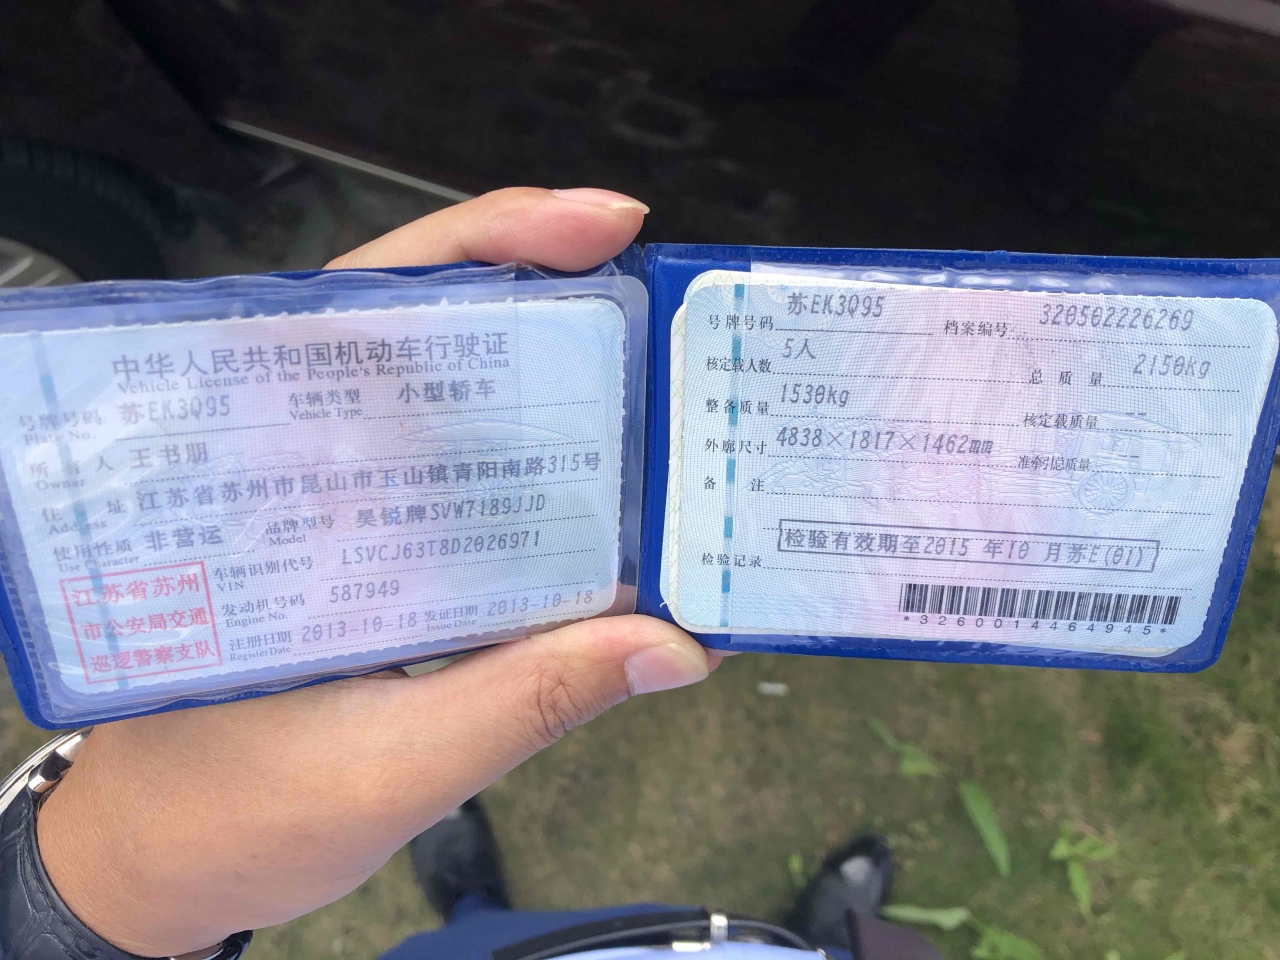 中华人民共和国机动车行驶证
Vehicle License of the People's Republic of China
号牌号码 苏EK3Q95 车辆类型 小型轿车
Plate No. Vehicle Type
所有人 王书朋
Owner
住址 江苏省苏州市昆山市玉山镇青阳南路315号
Address
使用性质 非营运 品牌型号 昊锐牌SVW7189JJD
Use Character Model
车辆识别代号 LSVCJ63T8D2026971
VIN
发动机号码 587949
Engine No.
注册日期 2013-10-18 发证日期 2013-10-18
Register Date Issue Date
江苏省苏州
市公安局交通
巡逻警察支队
号牌号码 苏EK3Q95 档案编号 320502226269
核定载人数 5人 总质量 2150kg
整备质量 1530kg 核定载质量 --
外廓尺寸 4838×1817×1462mm 准牵引总质量 --
备注
检验记录 检验有效期至2015年10月苏E(01)
*3260014464945*